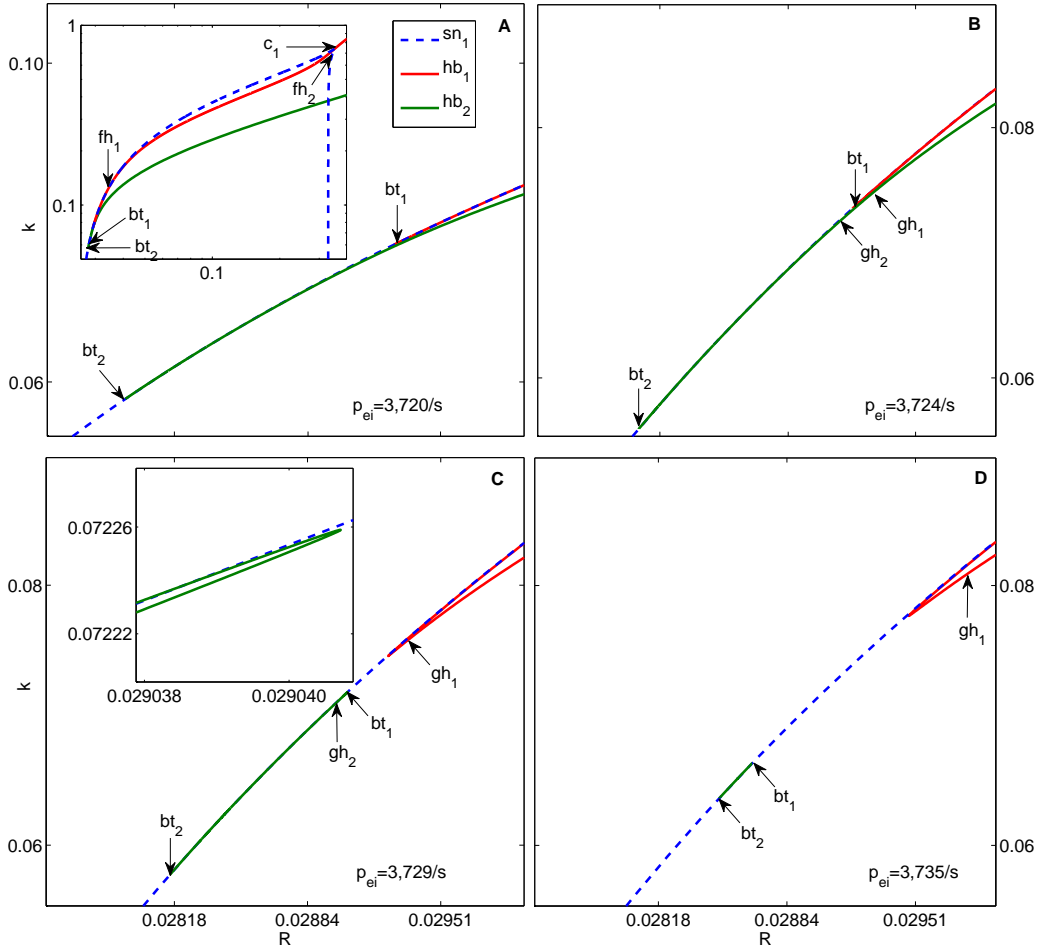 A
sn1
hb1
hb2
0.10
0.06
k
1
0.1
0.1
c1
fh2
fh1
bt1
bt2
bt1
bt2
pei=3,720/s
B
0.08
0.06
bt1
gh1
gh2
bt2
pei=3,724/s
C
0.08
0.06
k
0.07226
0.07222
0.029038
0.029040
gh1
bt1
gh2
bt2
pei=3,729/s
0.02818
0.02884
0.02951
R
D
0.08
0.06
gh1
bt1
bt2
pei=3,735/s
0.02818
0.02884
0.02951
R